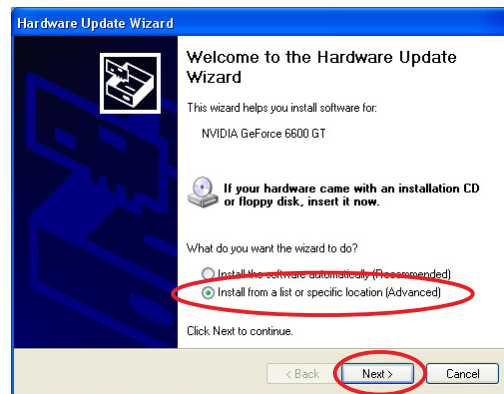 Hardware Update Wizard
Welcome to the Hardware Update
Wizard
This wizard helps you install software for:
NVIDIA GeForce 6600 GT
If your hardware came with an installation CD
or floppy disk, insert it now.
What do you want the wizard to do?
Install the software automatically (Recommended)
Install from a list or specific location (Advanced)
Click Next to continue.
< Back Next > Cancel